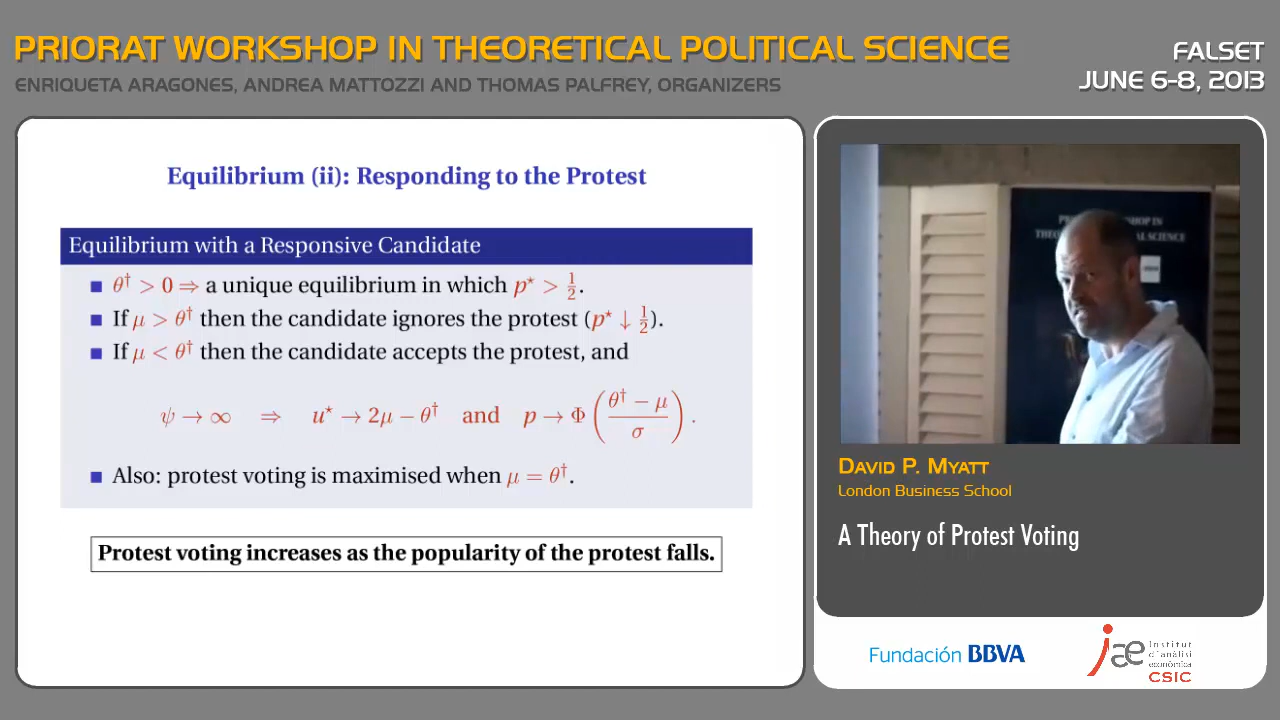 PRIORAT WORKSHOP IN THEORETICAL POLITICAL SCIENCE
ENRIQUETA ARAGONES, ANDREA MATTOZZI AND THOMAS PALFREY, ORGANIZERS
FALSET
JUNE 6-8, 2013
Equilibrium (ii): Responding to the Protest
Equilibrium with a Responsive Candidate
■ θ† > 0 ⇒ a unique equilibrium in which p⋆ > 1/2.
■ If μ > θ† then the candidate ignores the protest (p⋆ ↓ 1/2).
■ If μ < θ† then the candidate accepts the protest, and
ψ → ∞ ⇒ u⋆ → 2μ − θ† and p → Φ((θ† − μ)/σ).
■ Also: protest voting is maximised when μ = θ†.
Protest voting increases as the popularity of the protest falls.
DAVID P. MYATT
London Business School
A Theory of Protest Voting
Fundación BBVA
iae Institut d'anàlisi econòmica
CSIC